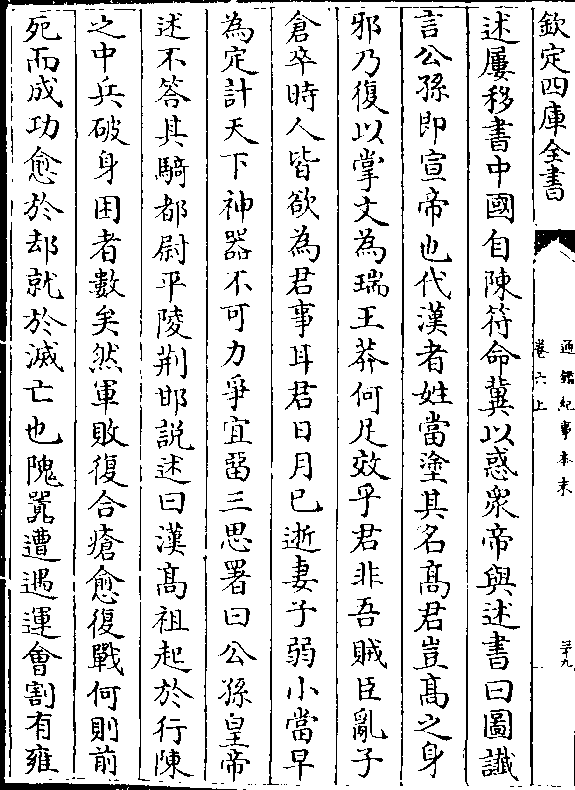 欽定四庫全書
通鑑紀事本末
卷六上
三十九
述屢移書中國自陳符命冀以惑衆帝與述書曰圖讖
言公孫即宣帝也代漢者姓當塗其名髙君豈髙之身
邪乃復以掌文為瑞王莽何足效乎君非吾賊臣亂子
倉卒時人皆欲為君事耳君日月已逝妻子弱小當早
為定計天下神器不可力爭宜留三思署曰公孫皇帝
述不答其騎都尉平陵荆邯説述曰漢髙祖起於行陳
之中兵破身困者數矣然軍敗復合瘡愈復戰何則前
死而成功愈於却就於滅亡也隗囂遭遇運會割有雍